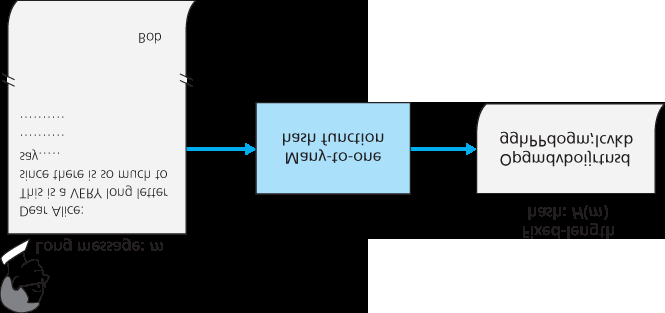 Long message: m
Dear Alice:
This is a VERY long letter
since there is so much to
say.....
..........
..........
Bob
Many-to-one
hash function
Fixed-length
hash: H(m)
Opgmdvboijrtnsd
gghPPdogm;lcvkb